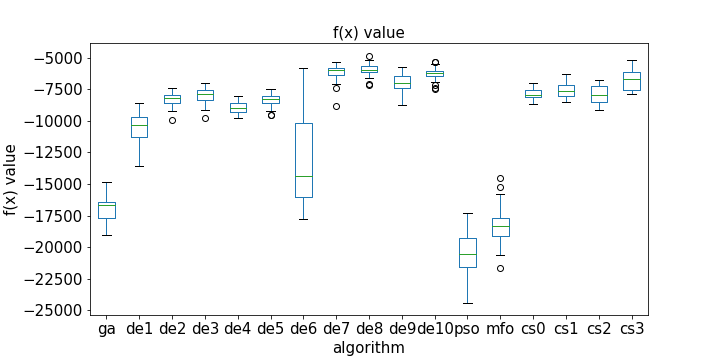 f(x) value
f(x) value
−5000
−7500
−10000
−12500
−15000
−17500
−20000
−22500
−25000
ga de1 de2 de3 de4 de5 de6 de7 de8 de9 de10 pso mfo cs0 cs1 cs2 cs3
algorithm